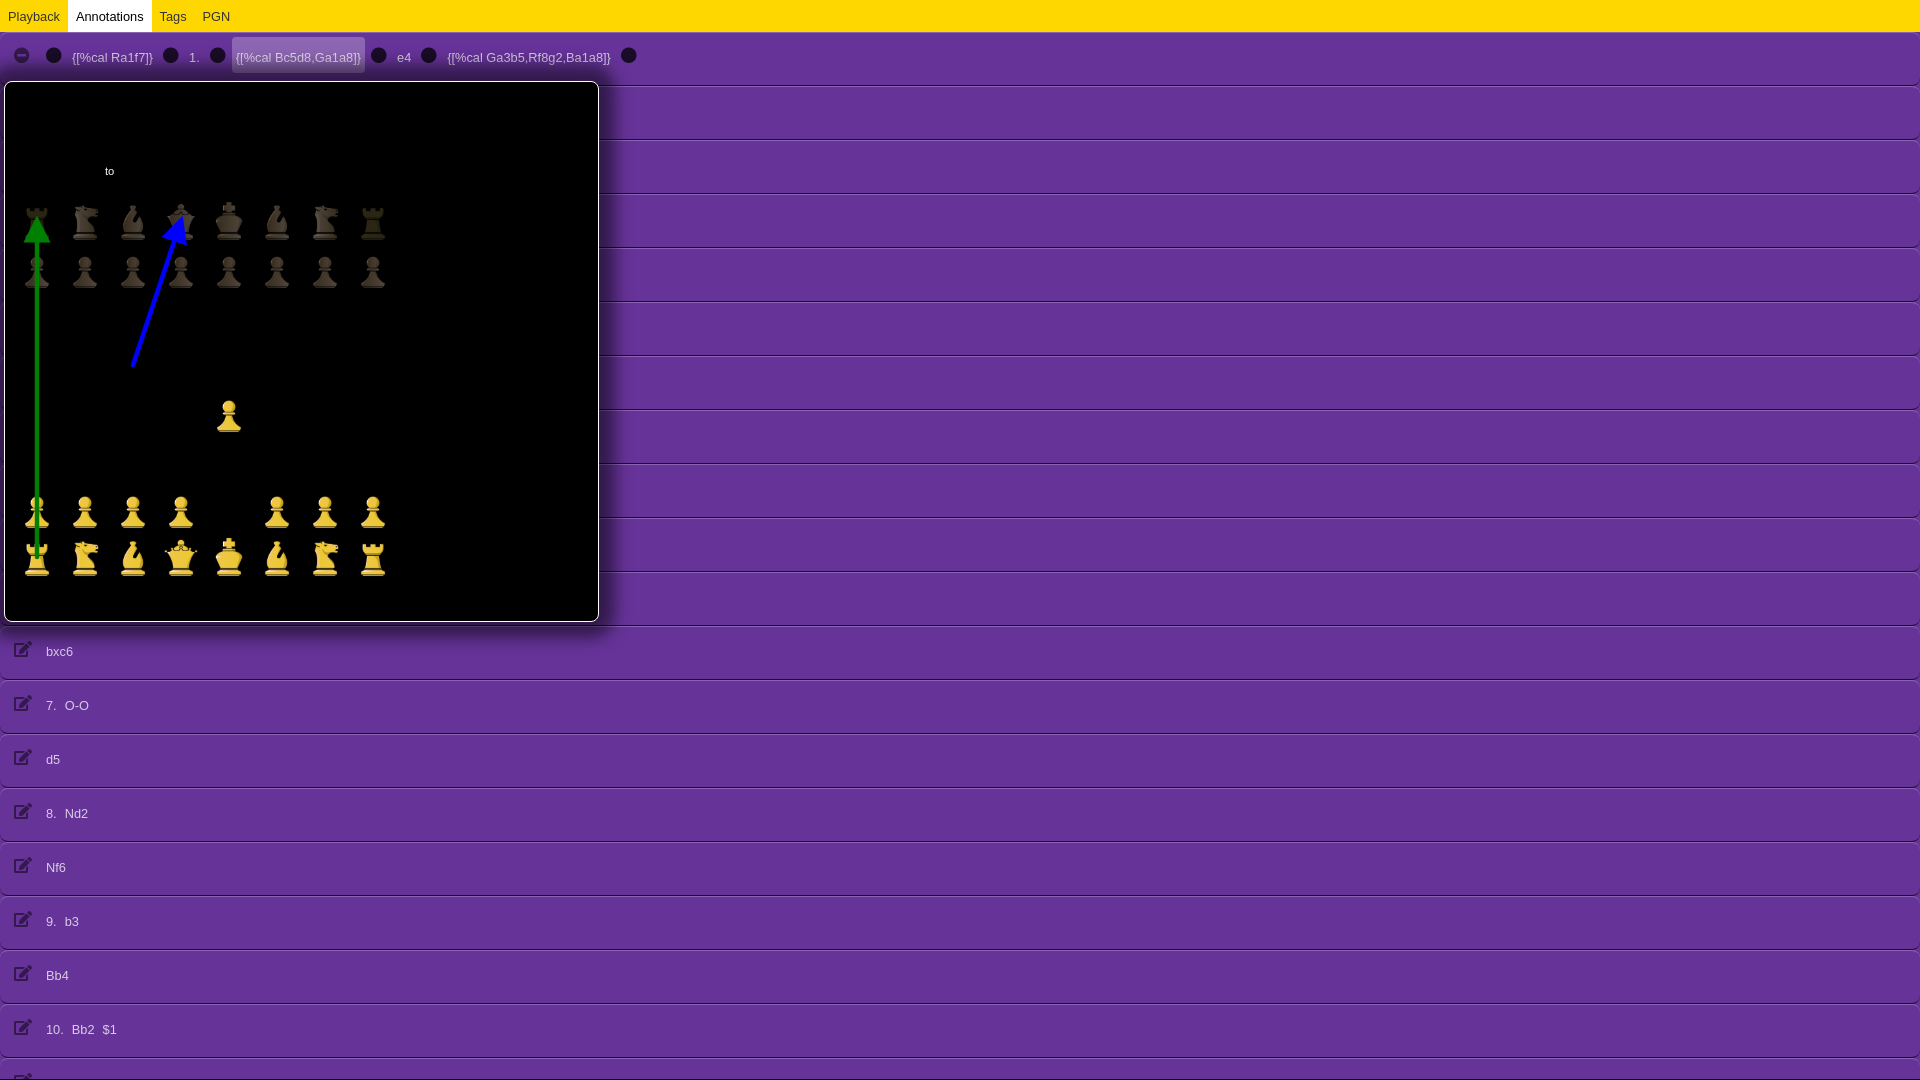 Playback Annotations Tags PGN
{[%cal Ra1f7]} 1. {[%cal Bc5d8,Ga1a8]} e4 {[%cal Ga3b5,Rf8g2,Ba1a8]}
to
bxc6
7. O-O
d5
8. Nd2
Nf6
9. b3
Bb4
10. Bb2 $1